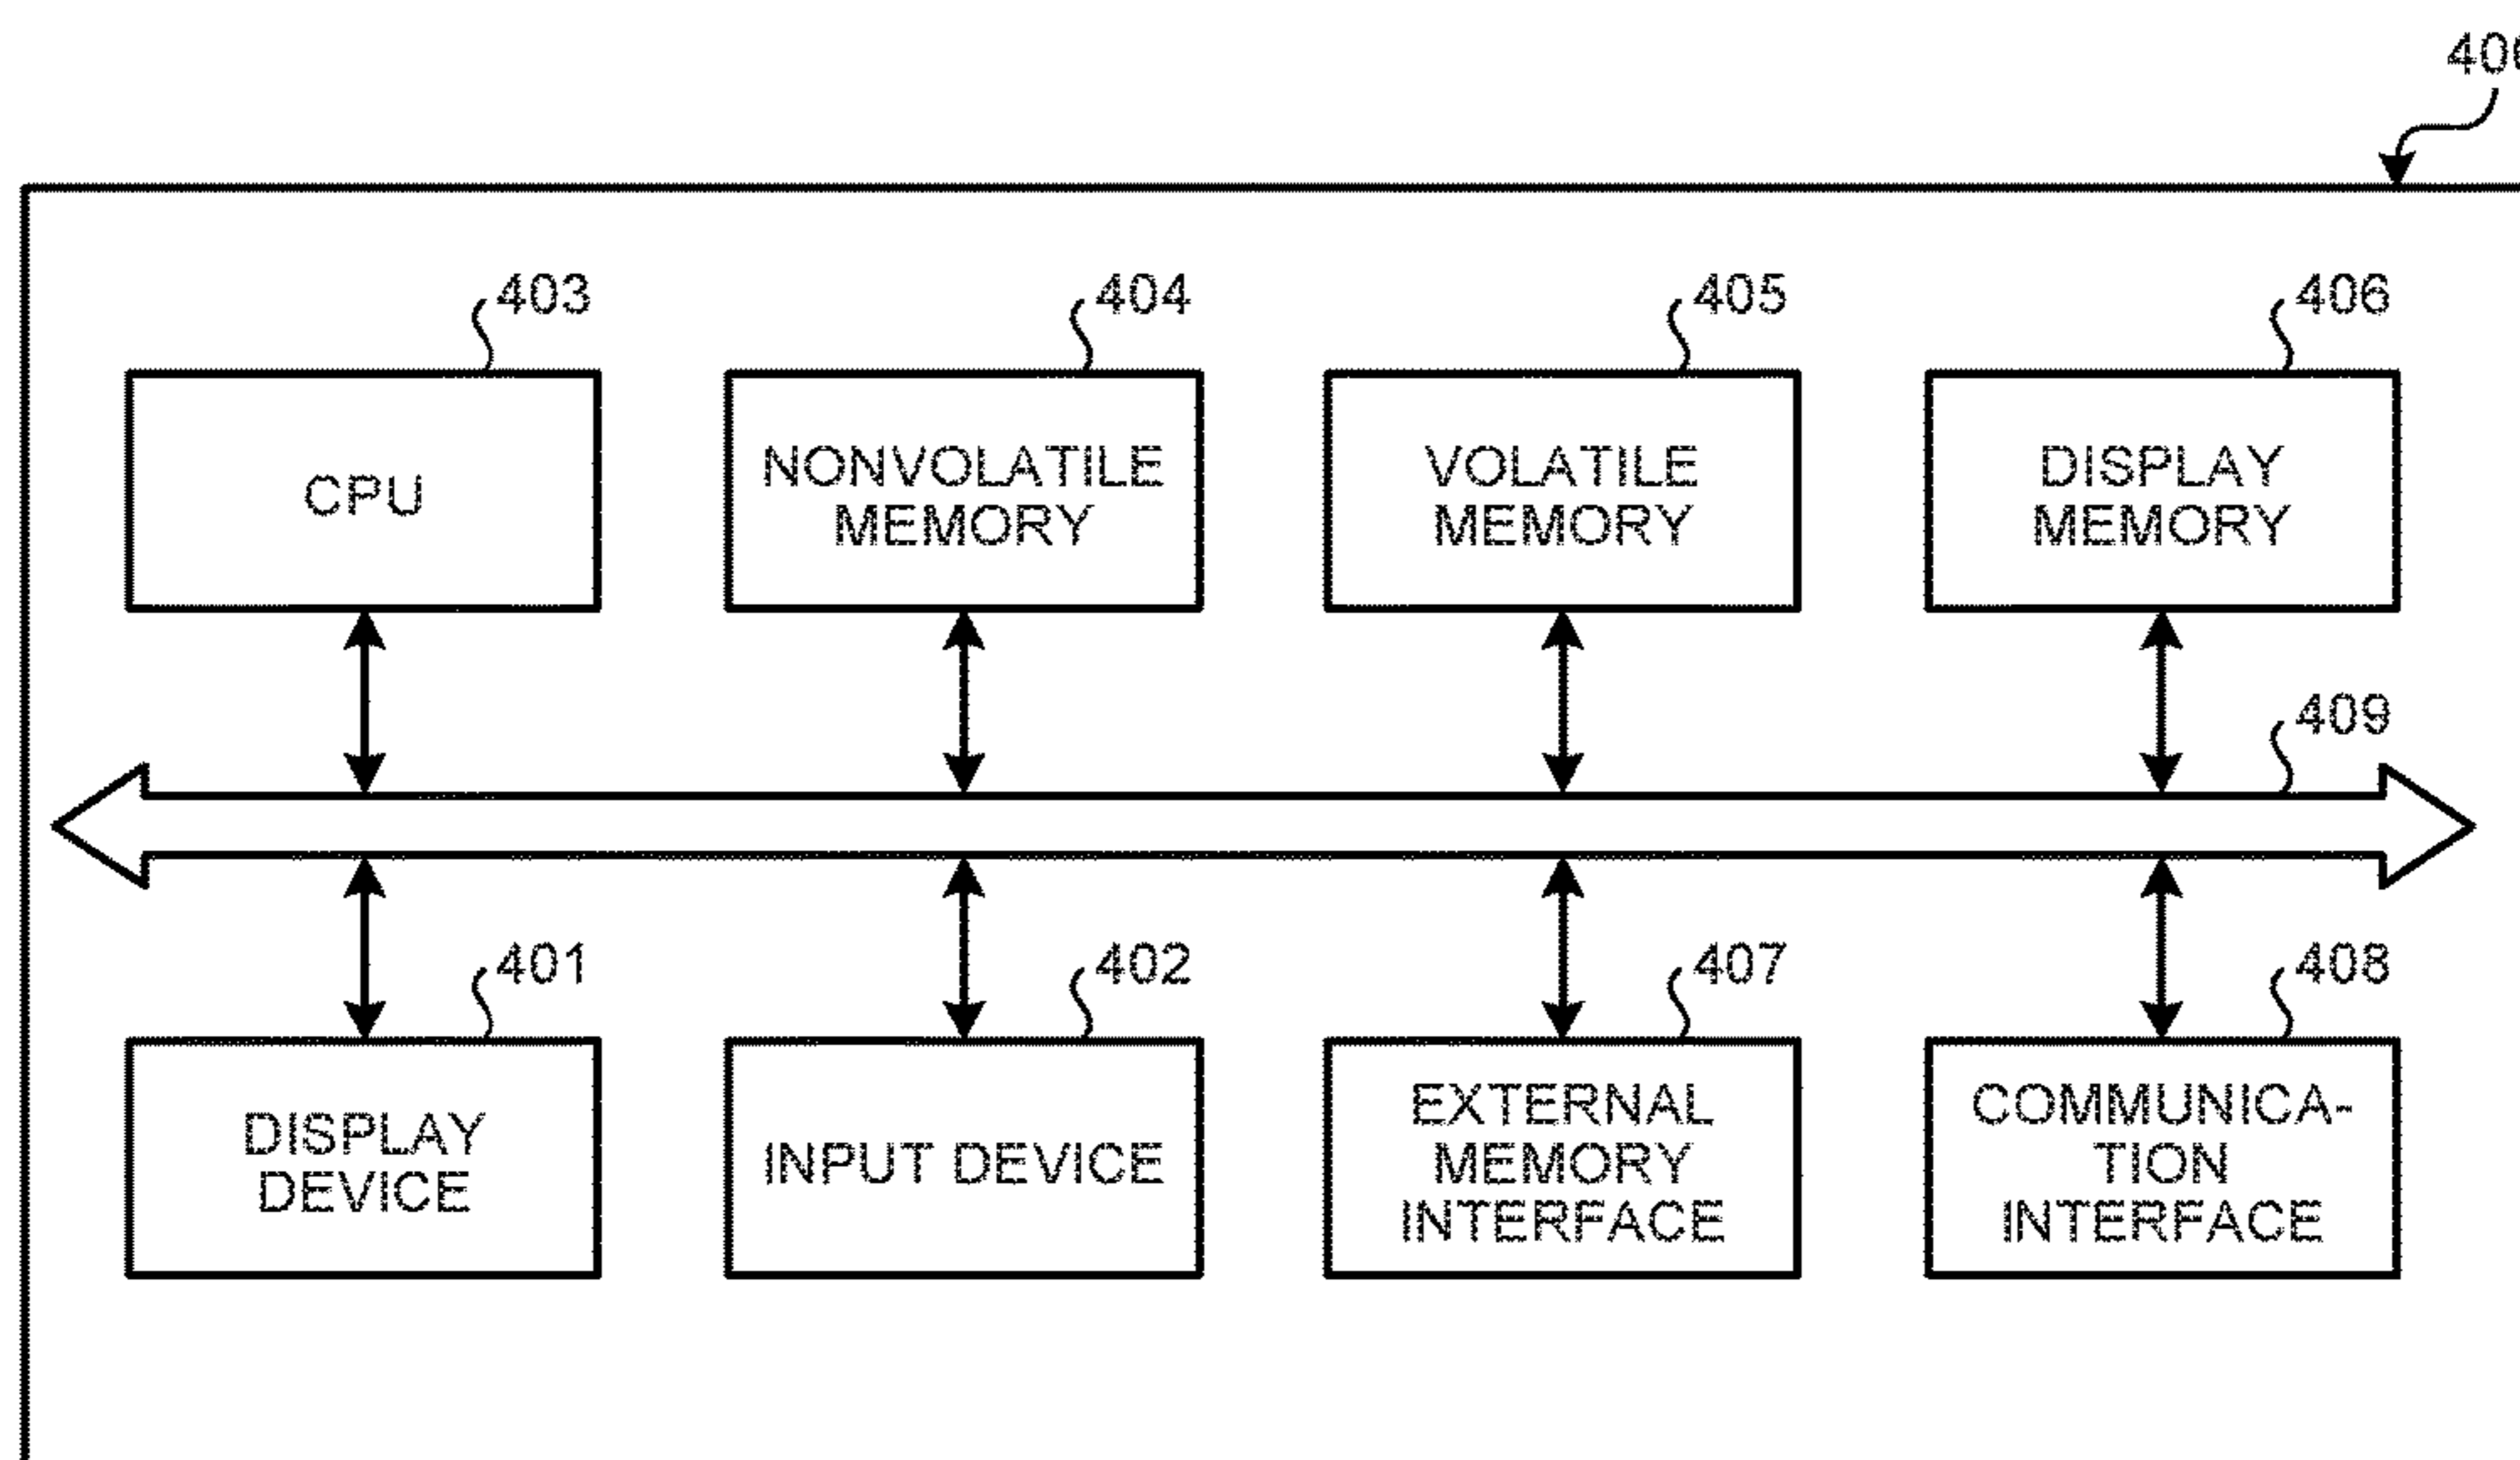 403
404
405
406
CPU
NONVOLATILE
MEMORY
VOLATILE
MEMORY
DISPLAY
MEMORY
409
401
402
407
408
DISPLAY
DEVICE
INPUT DEVICE
EXTERNAL
MEMORY
INTERFACE
COMMUNICA-
TION
INTERFACE